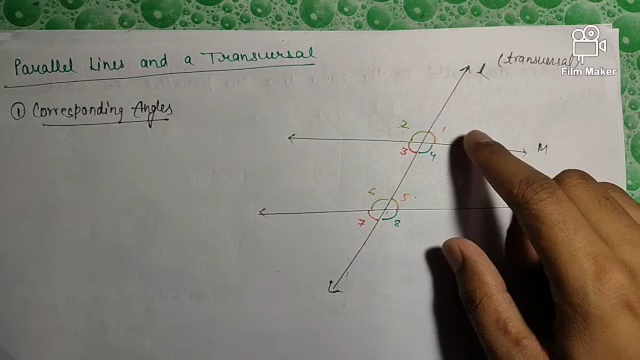 Parallel Lines and a Transversal
① Corresponding Angles
l (transversal)
Film Maker
2 1
3 4
M
6 5
7 8